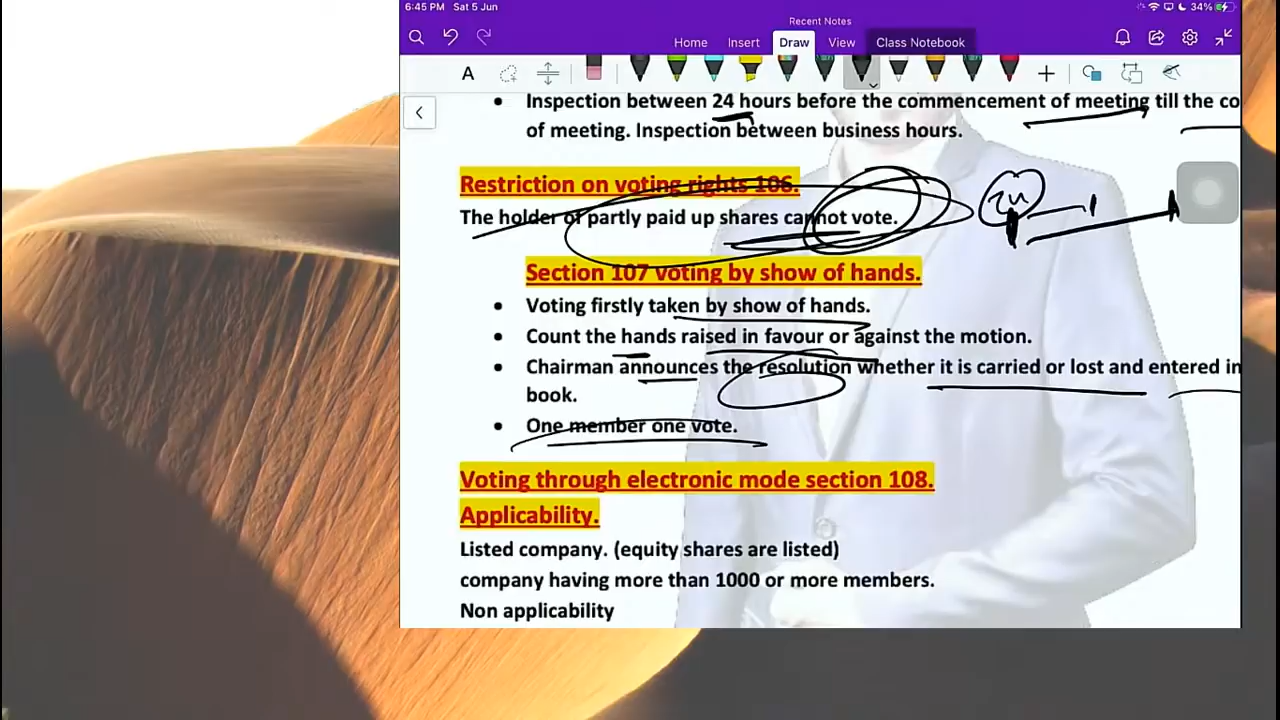 6:45 PM Sat 5 Jun
34%
Recent Notes
Home Insert Draw View Class Notebook
A
• Inspection between 24 hours before the commencement of meeting till the co
of meeting. Inspection between business hours.
Restriction on voting rights 106.
The holder of partly paid up shares cannot vote.
Section 107 voting by show of hands.
• Voting firstly taken by show of hands.
• Count the hands raised in favour or against the motion.
• Chairman announces the resolution whether it is carried or lost and entered in
book.
• One member one vote.
Voting through electronic mode section 108.
Applicability.
Listed company. (equity shares are listed)
company having more than 1000 or more members.
Non applicability